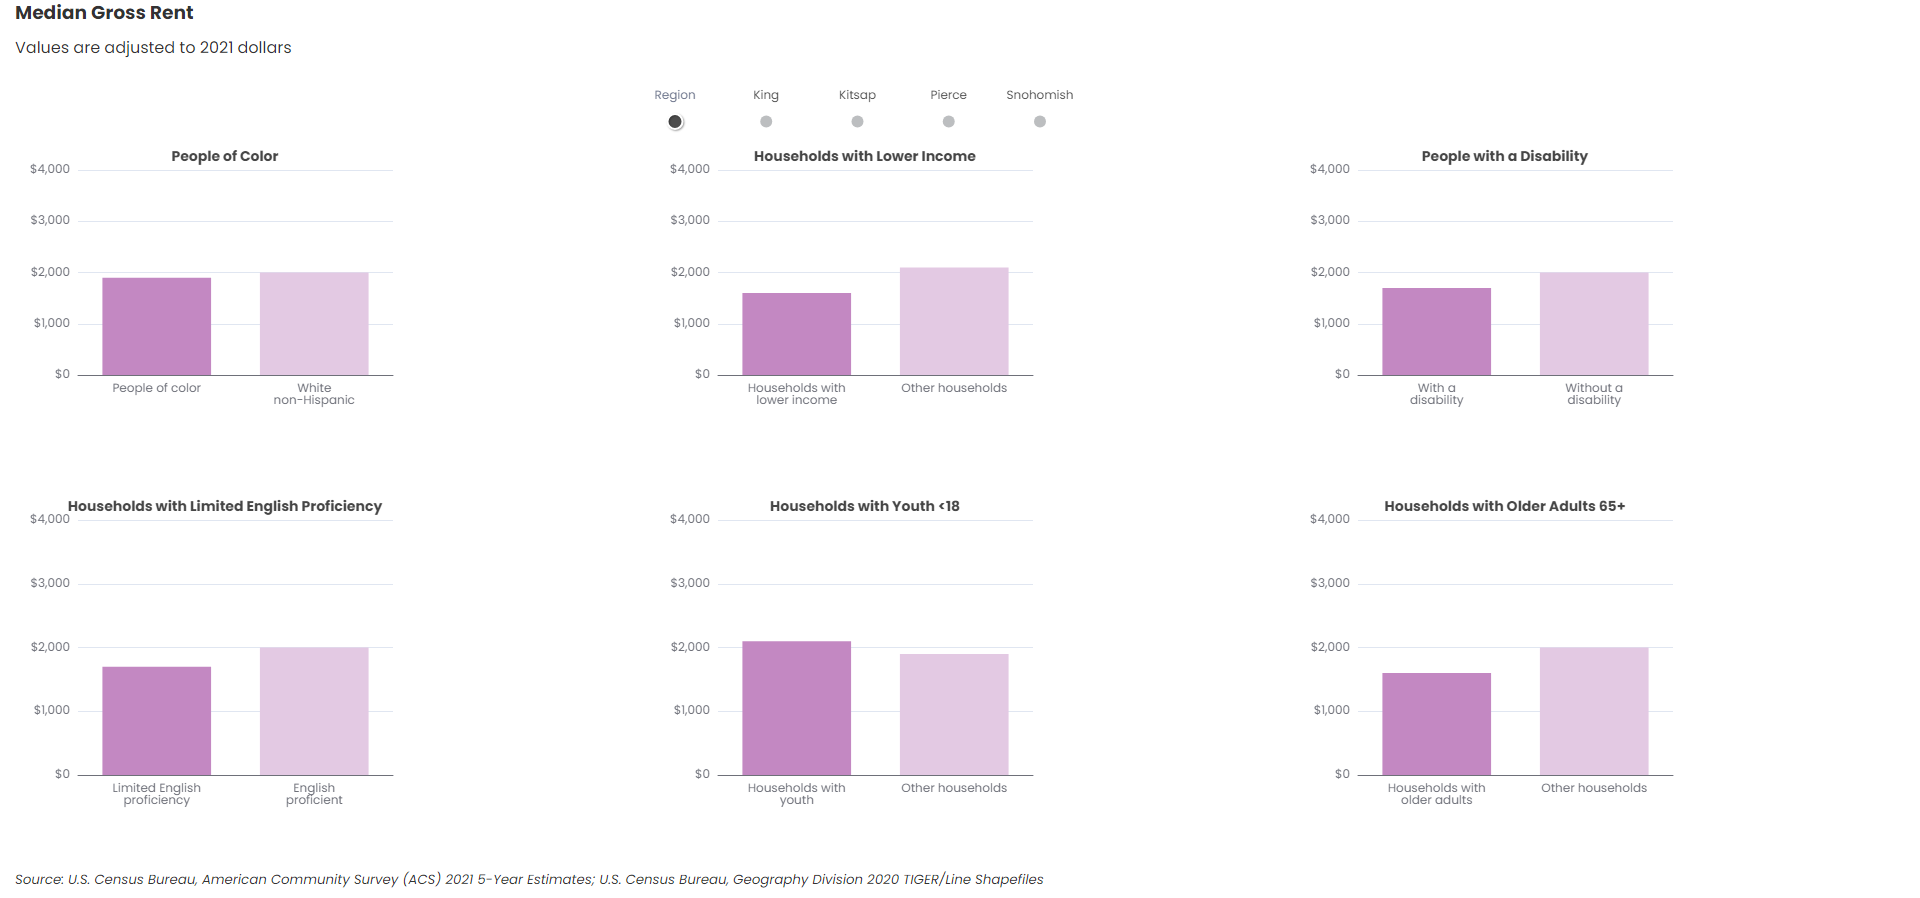 Median Gross Rent
Values are adjusted to 2021 dollars
Region King Kitsap Pierce Snohomish
People of Color
$4,000
$3,000
$2,000
$1,000
$0
People of color
White
non-Hispanic
Households with Lower Income
$4,000
$3,000
$2,000
$1,000
$0
Households with
lower income
Other households
People with a Disability
$4,000
$3,000
$2,000
$1,000
$0
With a
disability
Without a
disability
Households with Limited English Proficiency
$4,000
$3,000
$2,000
$1,000
$0
Limited English
proficiency
English
proficient
Households with Youth <18
$4,000
$3,000
$2,000
$1,000
$0
Households with
youth
Other households
Households with Older Adults 65+
$4,000
$3,000
$2,000
$1,000
$0
Households with
older adults
Other households
Source: U.S. Census Bureau, American Community Survey (ACS) 2021 5-Year Estimates; U.S. Census Bureau, Geography Division 2020 TIGER/Line Shapefiles